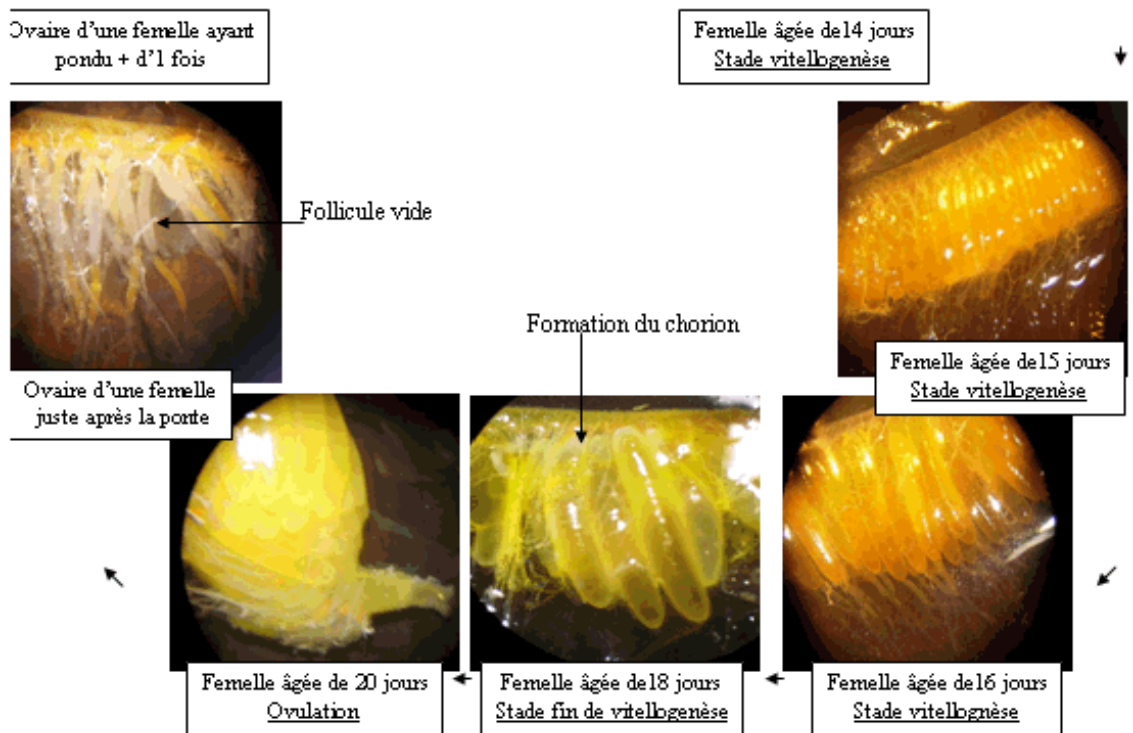 Ovaire d'une femelle ayant
pondu + d'1 fois
Femelle âgée de14 jours
Stade vitellogenèse
Follicule vide
Formation du chorion
Femelle âgée de15 jours
Stade vitellogenèse
Ovaire d'une femelle
juste après la ponte
Femelle âgée de 20 jours
Ovulation
Femelle âgée de18 jours
Stade fin de vitellogenèse
Femelle âgée de16 jours
Stade vitellognèse